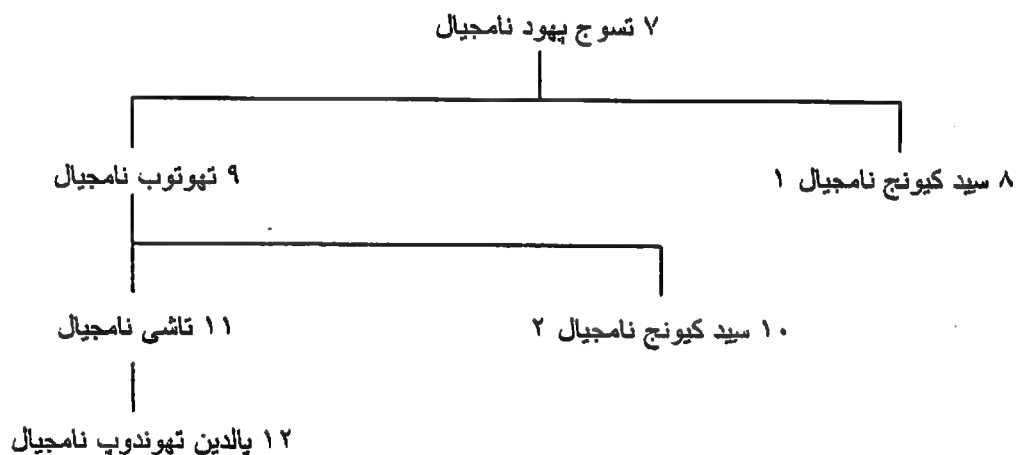 ۷ تسوج پهود نامجیال
۸ سید کیونج نامجیال ۱
۹ تهوتوب نامجیال
۱۰ سید کیونج نامجیال ۲
۱۱ تاشی نامجیال
۱۲ پالدین تهوندوپ نامجیال